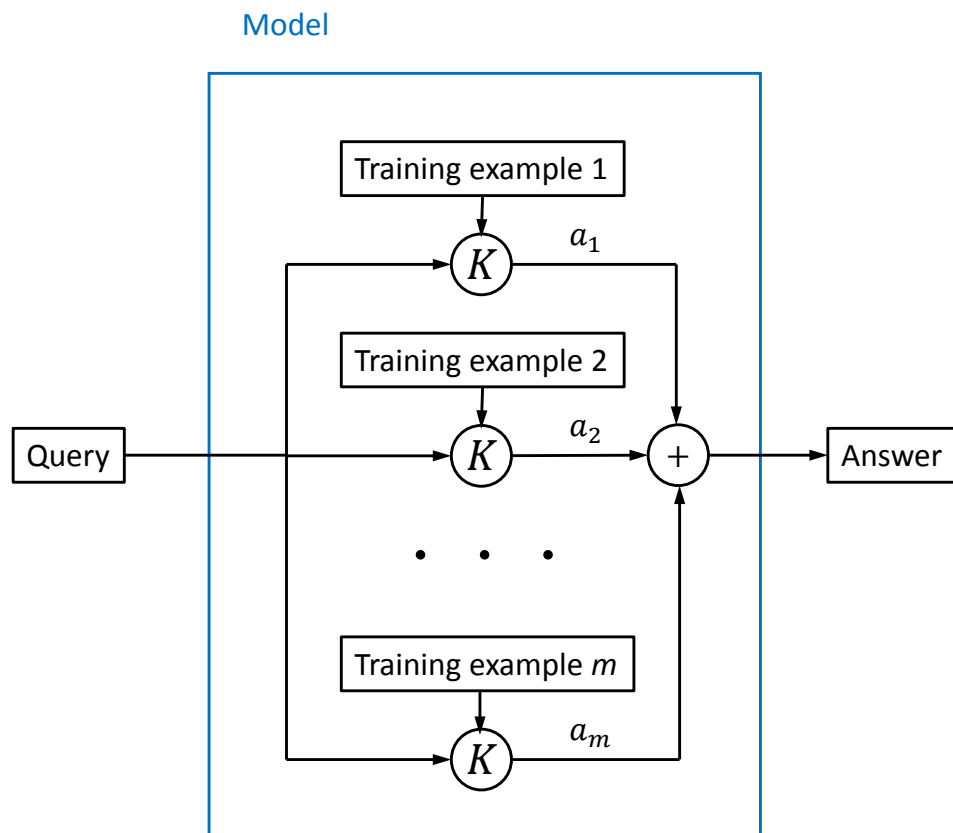 Model
Training example 1
a₁
K
Training example 2
a₂
Query
K
+
Answer
. . .
Training example m
aₘ
K